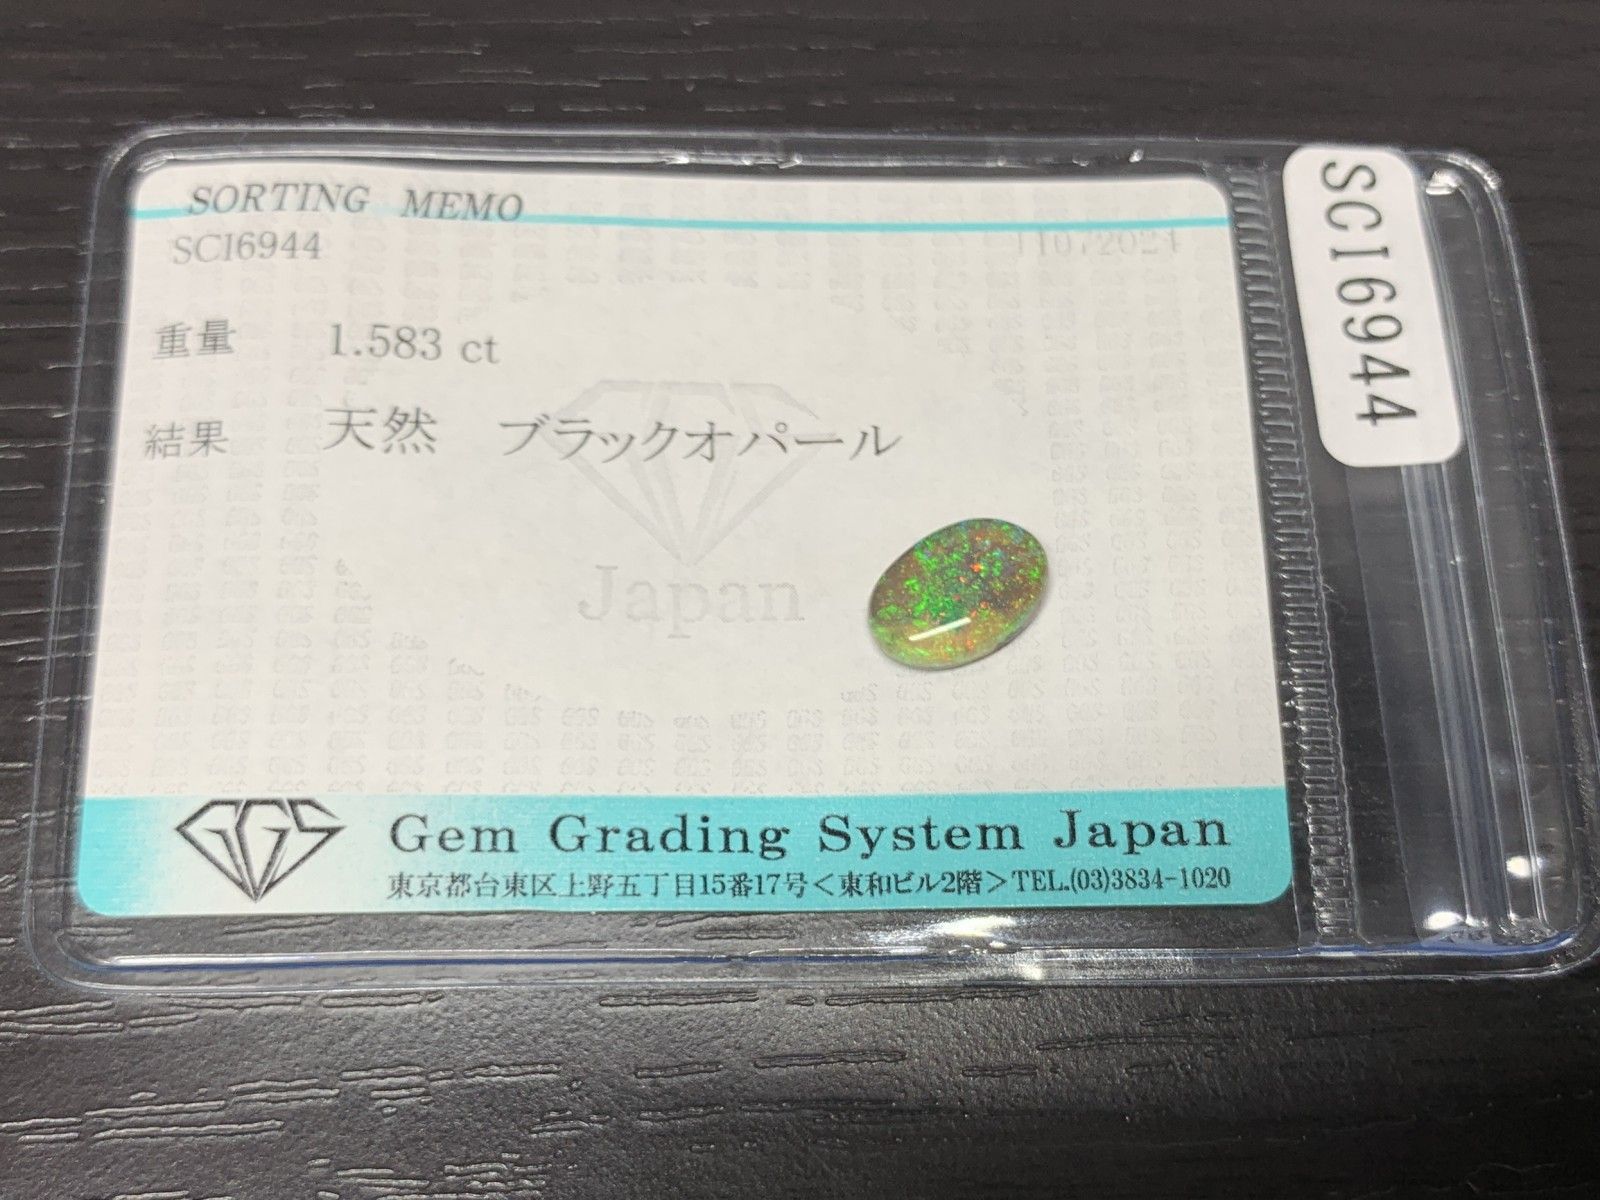 SORTING MEMO
SCI6944
重量 1.583 ct
結果 天然 ブラックオパール
Japan
GGS
Gem Grading System Japan
東京都台東区上野五丁目15番17号<東和ビル2階>TEL.(03)3834-1020
SCI6944